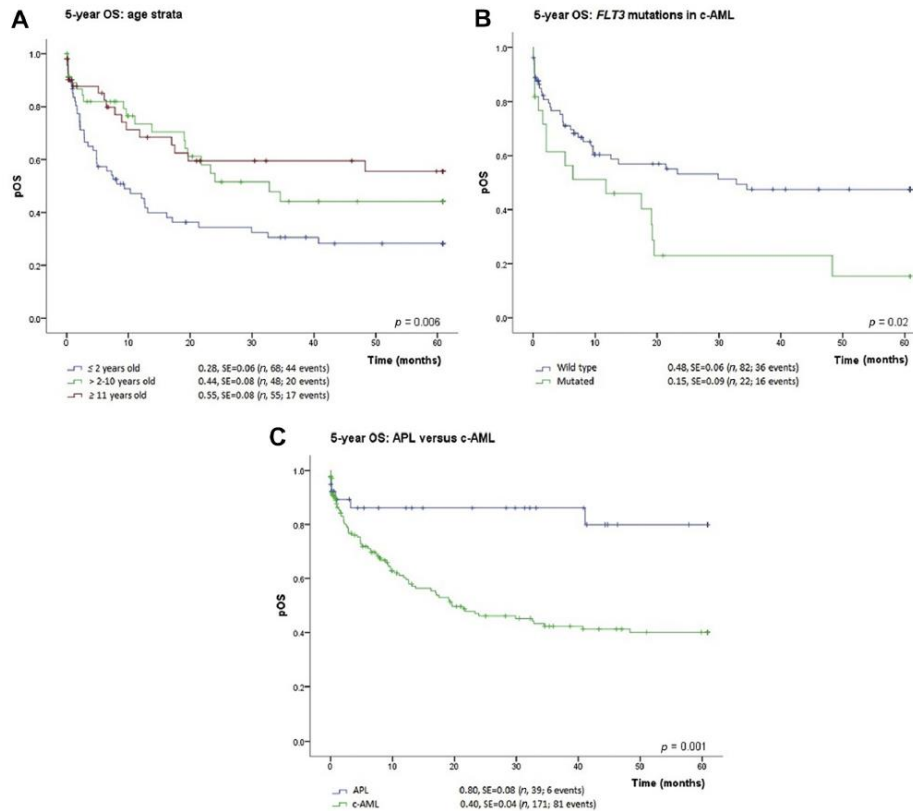 A
5-year OS: age strata
1.0
0.8
0.6
0.4
0.2
0.0
pOS
0 10 20 30 40 50 60
p = 0.006
Time (months)
≤ 2 years old 0.28, SE=0.06 (n, 68; 44 events)
> 2-10 years old 0.44, SE=0.08 (n, 48; 20 events)
≥ 11 years old 0.55, SE=0.08 (n, 55; 17 events)
B
5-year OS: FLT3 mutations in c-AML
1.0
0.8
0.6
0.4
0.2
0.0
pOS
0 10 20 30 40 50 60
p = 0.02
Time (months)
Wild type 0.48, SE=0.06 (n, 82; 36 events)
Mutated 0.15, SE=0.09 (n, 22; 16 events)
C
5-year OS: APL versus c-AML
1.0
0.8
0.6
0.4
0.2
0.0
pOS
0 10 20 30 40 50 60
p = 0.001
Time (months)
APL 0.80, SE=0.08 (n, 39; 6 events)
c-AML 0.40, SE=0.04 (n, 171; 81 events)